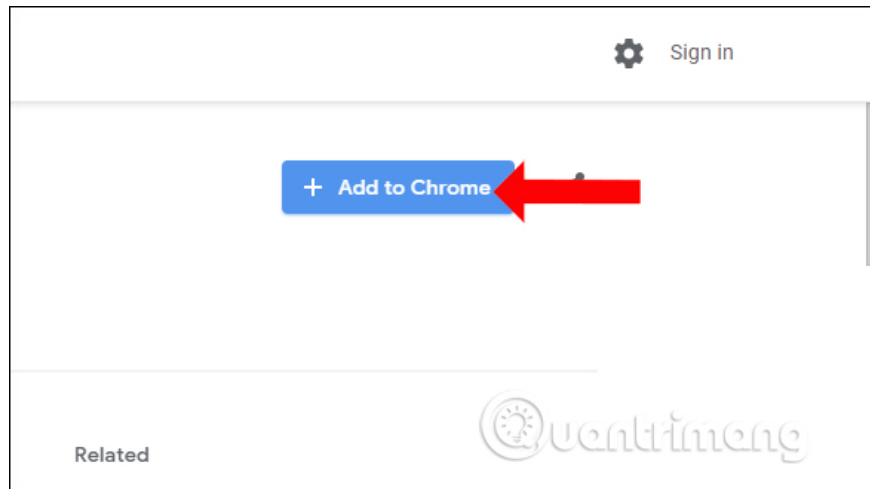 Sign in
+ Add to Chrome
Related
Quantrimang